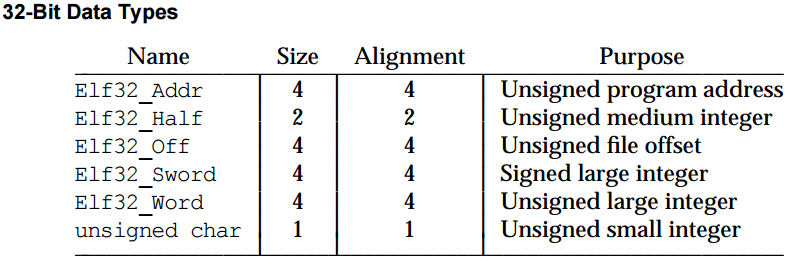 32-Bit Data Types
Name Size Alignment Purpose
Elf32_Addr 4 4 Unsigned program address
Elf32_Half 2 2 Unsigned medium integer
Elf32_Off 4 4 Unsigned file offset
Elf32_Sword 4 4 Signed large integer
Elf32_Word 4 4 Unsigned large integer
unsigned char 1 1 Unsigned small integer